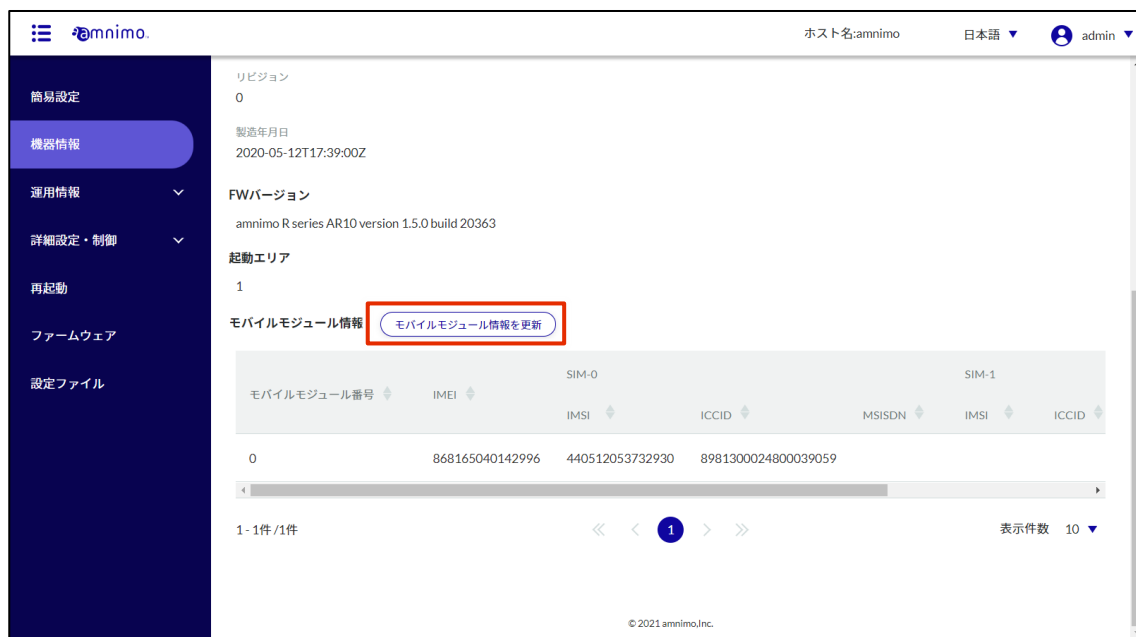 amnimo.
ホスト名:amnimo
日本語
admin
簡易設定
機器情報
運用情報
詳細設定・制御
再起動
ファームウェア
設定ファイル
リビジョン
0
製造年月日
2020-05-12T17:39:00Z
FWバージョン
amnimo R series AR10 version 1.5.0 build 20363
起動エリア
1
モバイルモジュール情報 モバイルモジュール情報を更新
SIM-0 SIM-1
モバイルモジュール番号 IMEI
IMSI ICCID MSISDN IMSI ICCID
0 868165040142996 440512053732930 8981300024800039059
1 - 1件 /1件 1 表示件数 10
© 2021 amnimo,Inc.